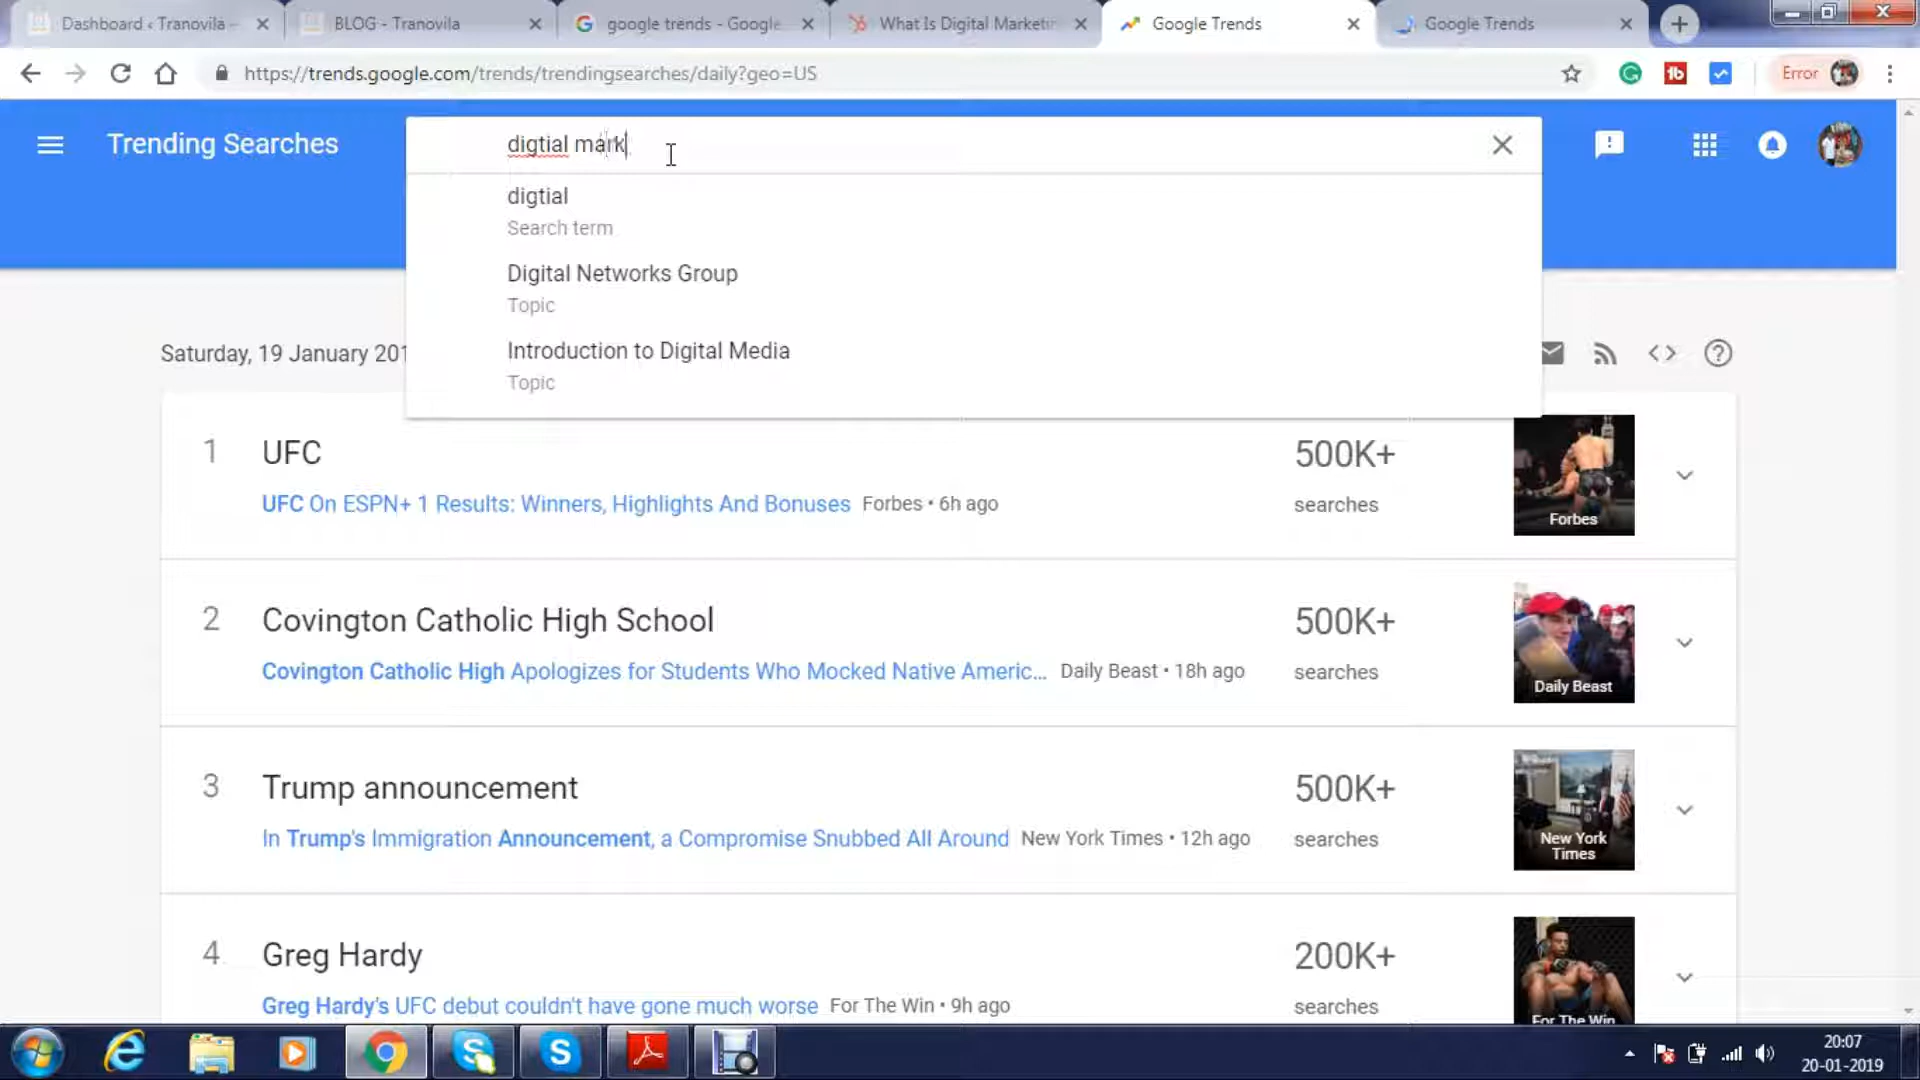 Dashboard ‹ Tranovila –
BLOG - Tranovila
google trends - Google
What Is Digital Marketin
Google Trends
Google Trends
https://trends.google.com/trends/trendingsearches/daily?geo=US
Error
Trending Searches
digtial mark
digtial
Search term
Digital Networks Group
Topic
Introduction to Digital Media
Topic
Saturday, 19 January 201
1 UFC 500K+
UFC On ESPN+ 1 Results: Winners, Highlights And Bonuses Forbes • 6h ago searches
Forbes
2 Covington Catholic High School 500K+
Covington Catholic High Apologizes for Students Who Mocked Native Americ... Daily Beast • 18h ago searches
Daily Beast
3 Trump announcement 500K+
In Trump's Immigration Announcement, a Compromise Snubbed All Around New York Times • 12h ago searches
New York
Times
4 Greg Hardy 200K+
Greg Hardy's UFC debut couldn't have gone much worse For The Win • 9h ago searches
For The Win
20:07
20-01-2019